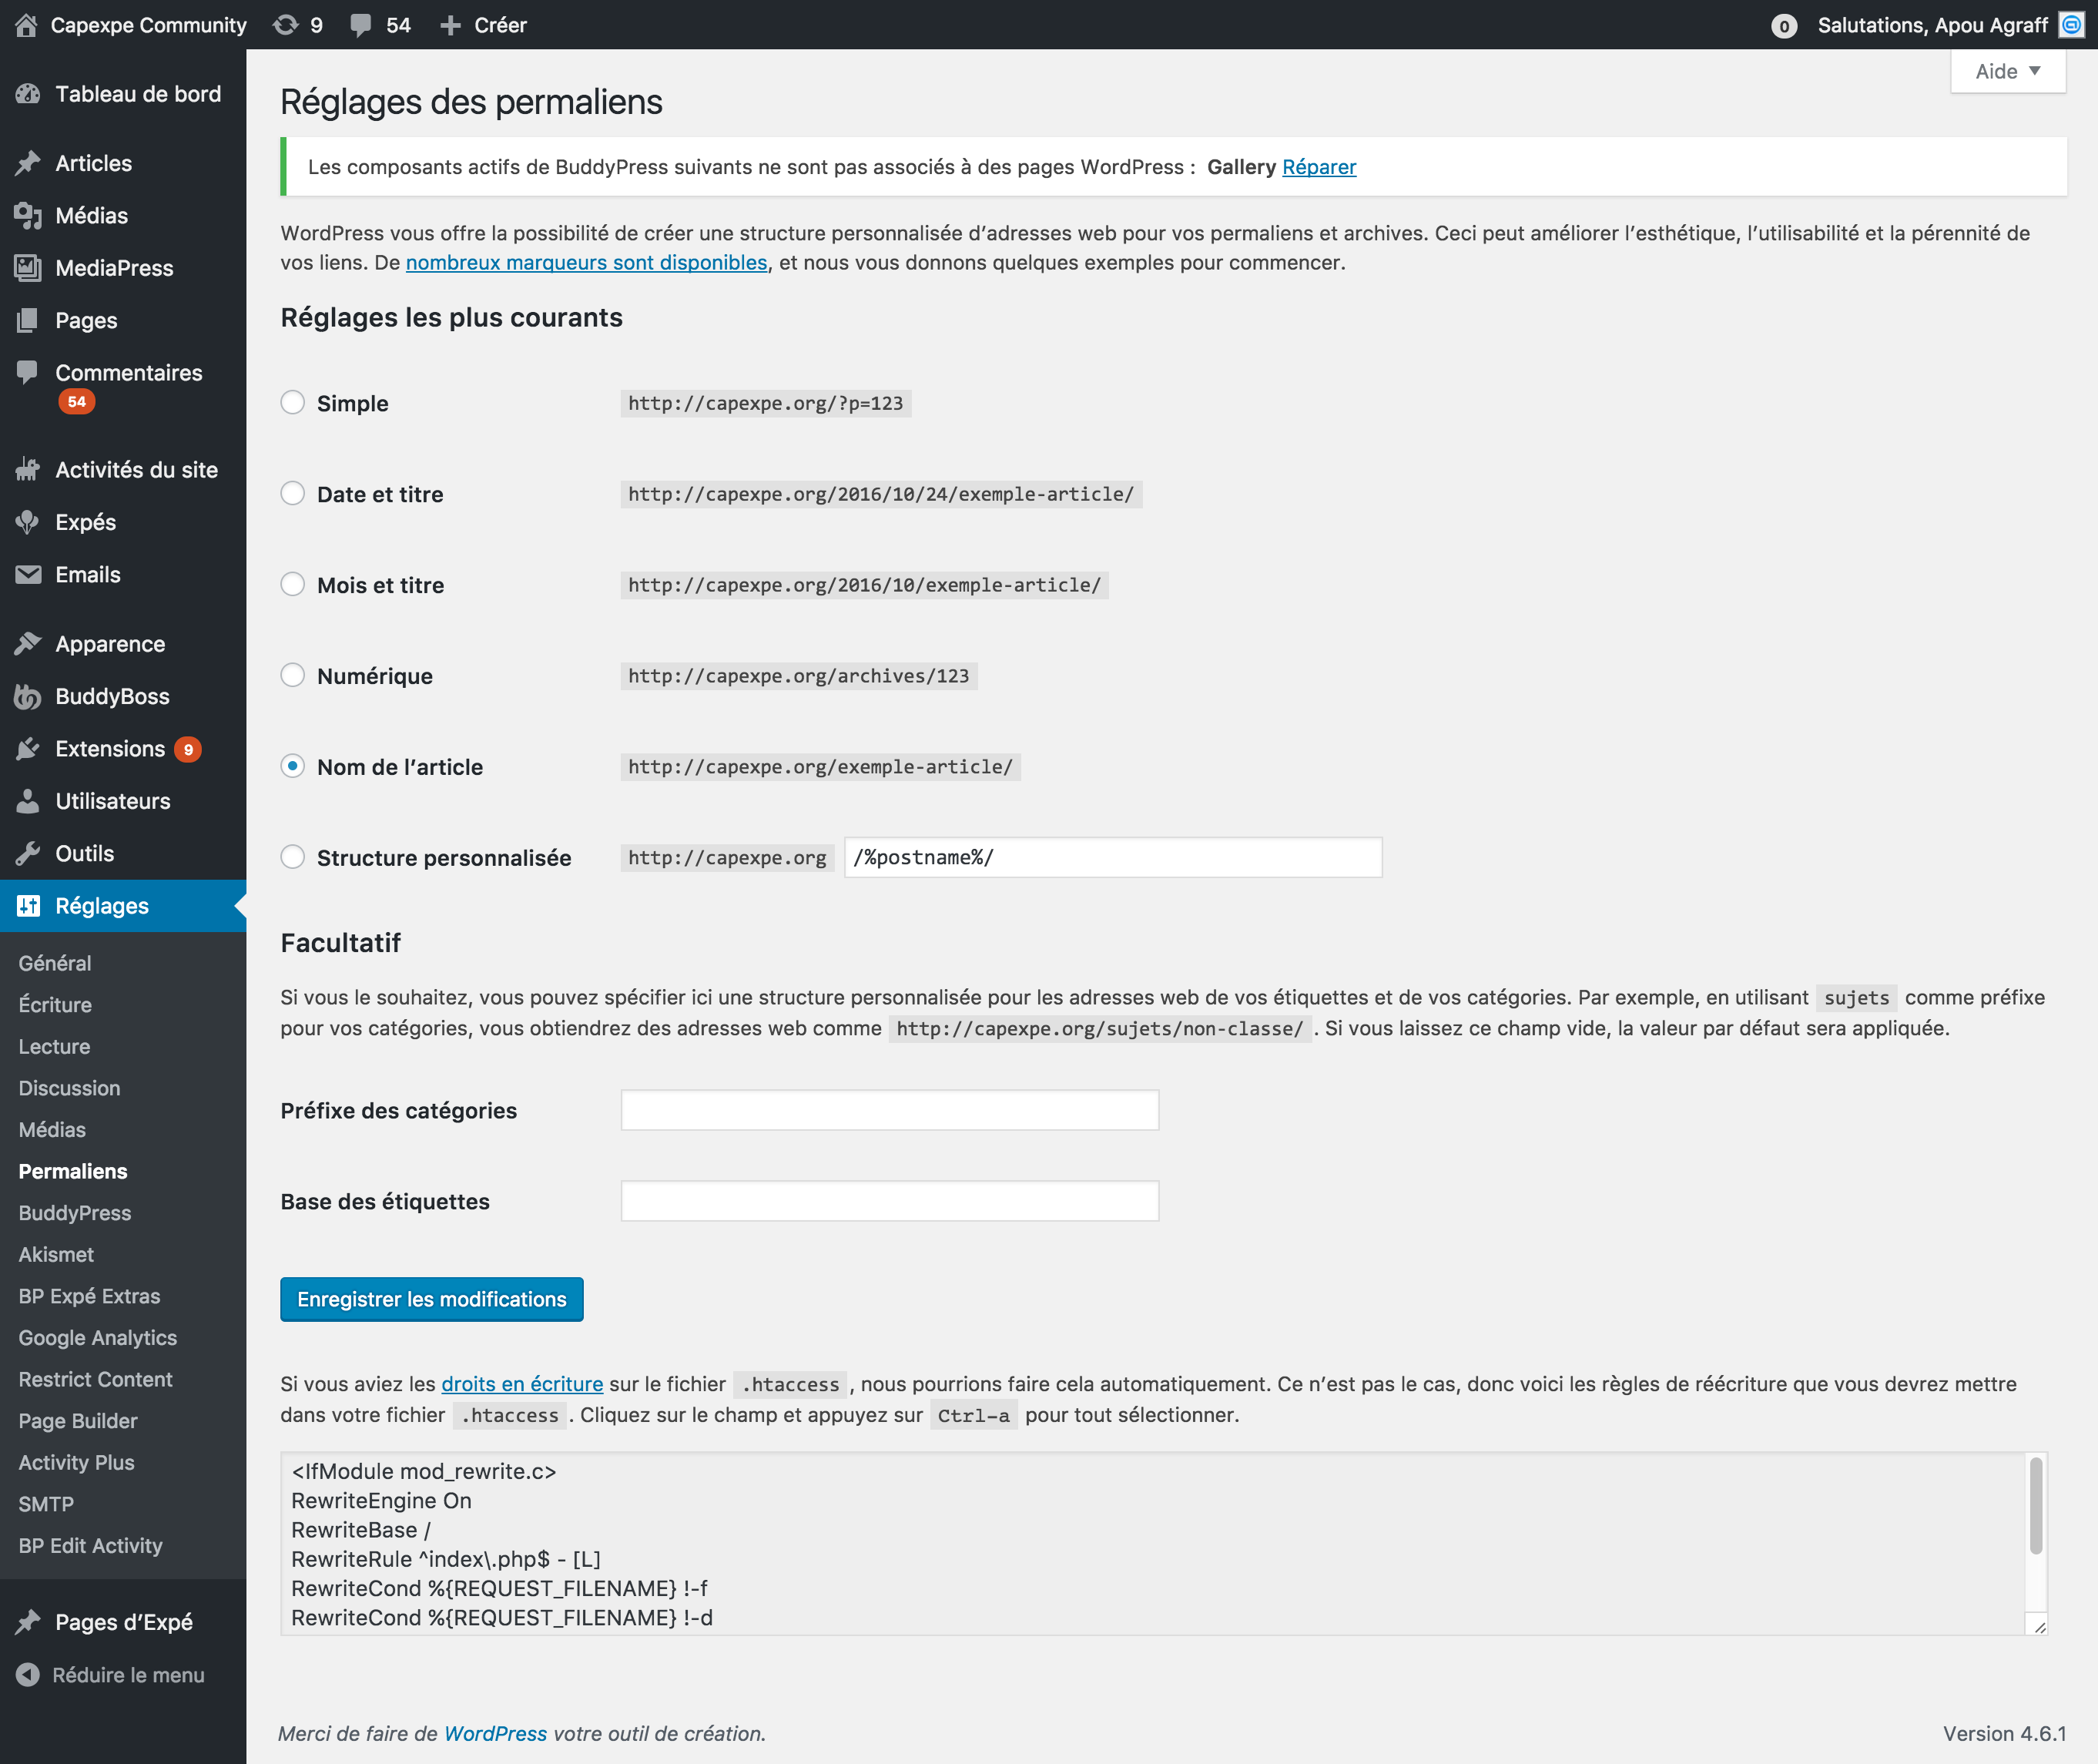 Capexpe Community 9 54 Créer 0 Salutations, Apou Agraff
Aide
Tableau de bord
Articles
Médias
MediaPress
Pages
Commentaires
54
Activités du site
Expés
Emails
Apparence
BuddyBoss
Extensions 9
Utilisateurs
Outils
Réglages
Général
Écriture
Lecture
Discussion
Médias
Permaliens
BuddyPress
Akismet
BP Expé Extras
Google Analytics
Restrict Content
Page Builder
Activity Plus
SMTP
BP Edit Activity
Pages d’Expé
Réduire le menu
Réglages des permaliens
Les composants actifs de BuddyPress suivants ne sont pas associés à des pages WordPress : Gallery Réparer
WordPress vous offre la possibilité de créer une structure personnalisée d’adresses web pour vos permaliens et archives. Ceci peut améliorer l’esthétique, l’utilisabilité et la pérennité de
vos liens. De nombreux marqueurs sont disponibles, et nous vous donnons quelques exemples pour commencer.
Réglages les plus courants
Simple http://capexpe.org/?p=123
Date et titre http://capexpe.org/2016/10/24/exemple-article/
Mois et titre http://capexpe.org/2016/10/exemple-article/
Numérique http://capexpe.org/archives/123
Nom de l’article http://capexpe.org/exemple-article/
Structure personnalisée http://capexpe.org /%postname%/
Facultatif
Si vous le souhaitez, vous pouvez spécifier ici une structure personnalisée pour les adresses web de vos étiquettes et de vos catégories. Par exemple, en utilisant sujets comme préfixe
pour vos catégories, vous obtiendrez des adresses web comme http://capexpe.org/sujets/non-classe/ . Si vous laissez ce champ vide, la valeur par défaut sera appliquée.
Préfixe des catégories
Base des étiquettes
Enregistrer les modifications
Si vous aviez les droits en écriture sur le fichier .htaccess , nous pourrions faire cela automatiquement. Ce n’est pas le cas, donc voici les règles de réécriture que vous devrez mettre
dans votre fichier .htaccess . Cliquez sur le champ et appuyez sur Ctrl-a pour tout sélectionner.
<IfModule mod_rewrite.c>
RewriteEngine On
RewriteBase /
RewriteRule ^index\.php$ - [L]
RewriteCond %{REQUEST_FILENAME} !-f
RewriteCond %{REQUEST_FILENAME} !-d
Merci de faire de WordPress votre outil de création.
Version 4.6.1